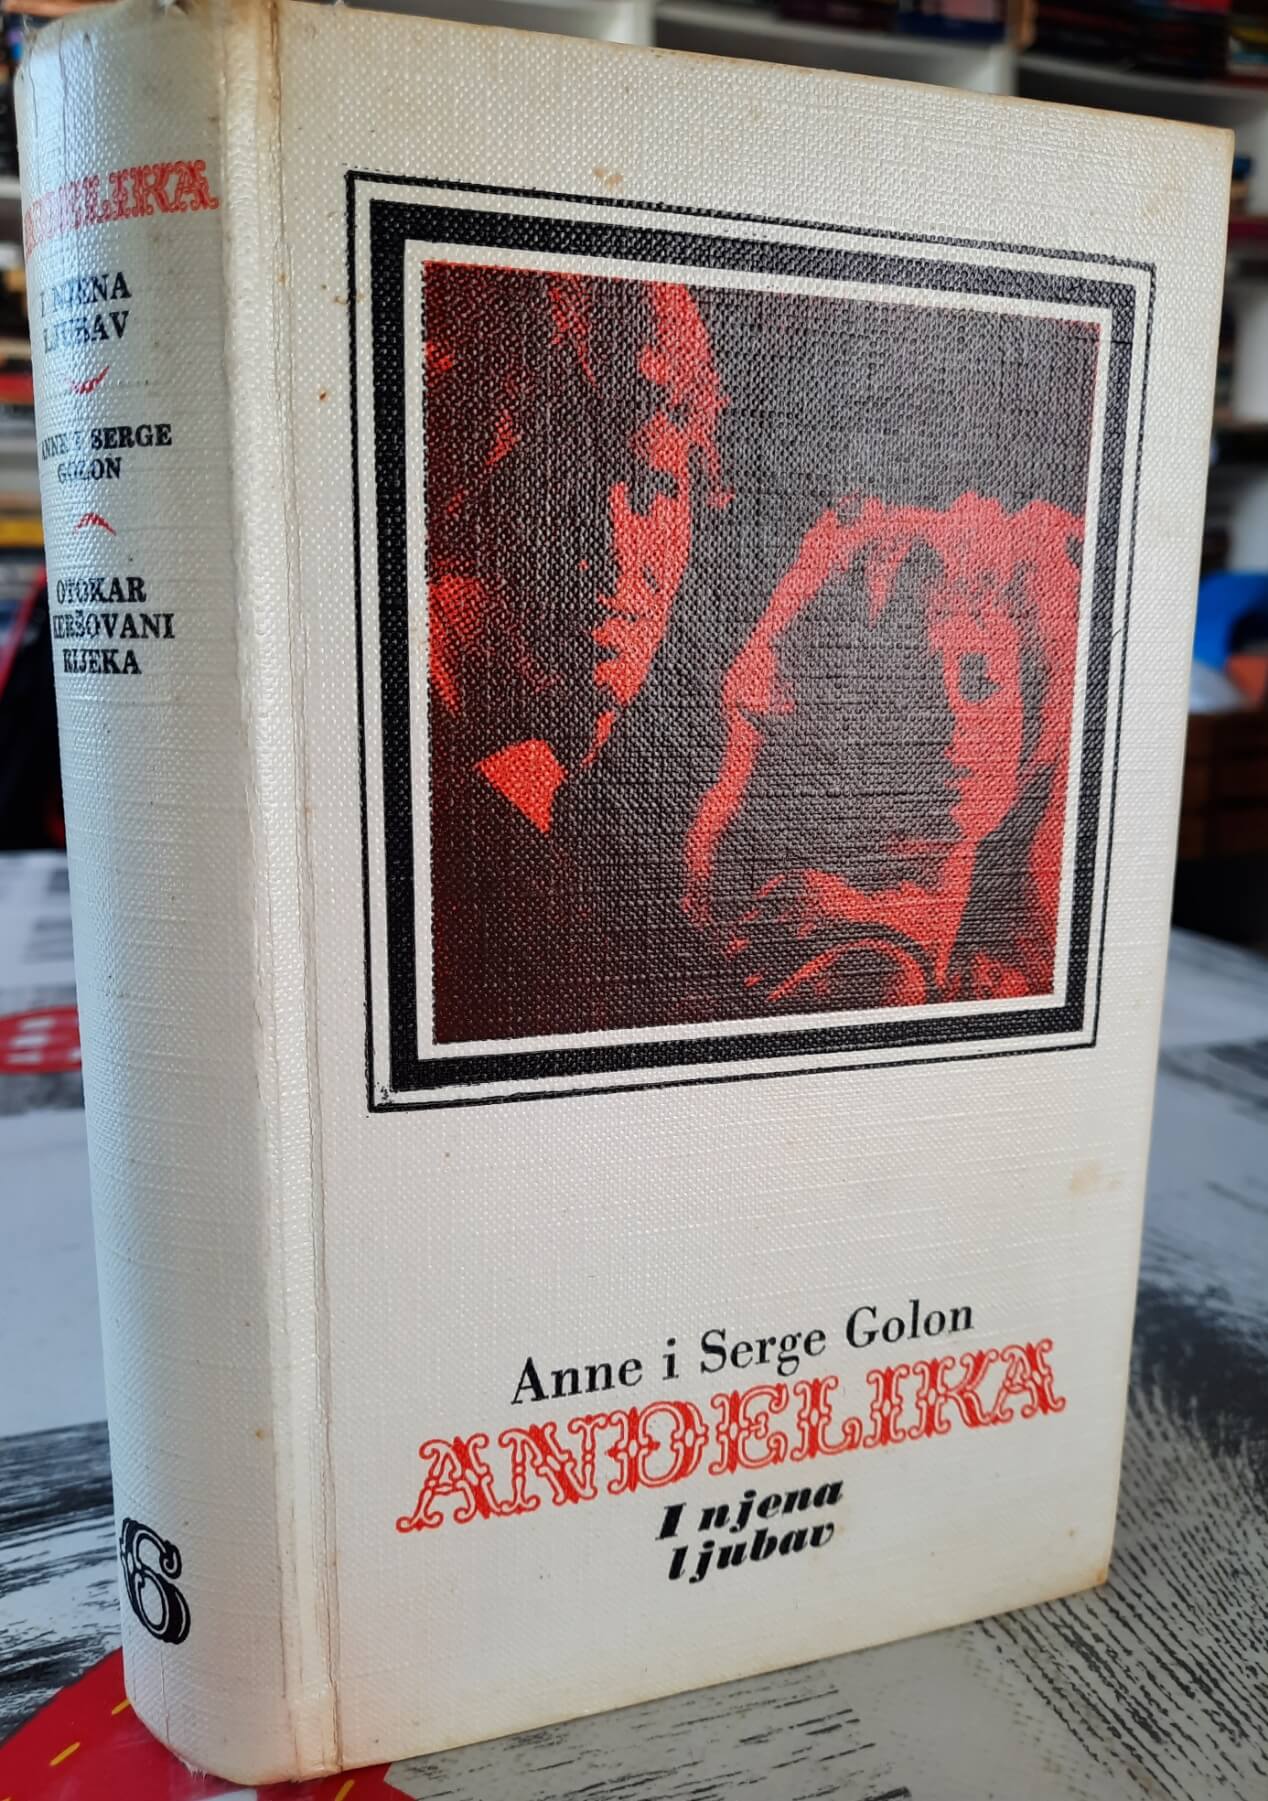 ANĐELIKA
I NJENA
LJUBAV
ANNE I SERGE
GOLON
OTOKAR
KERŠOVANI
RIJEKA
6
Anne i Serge Golon
ANĐELIKA
I njena
ljubav